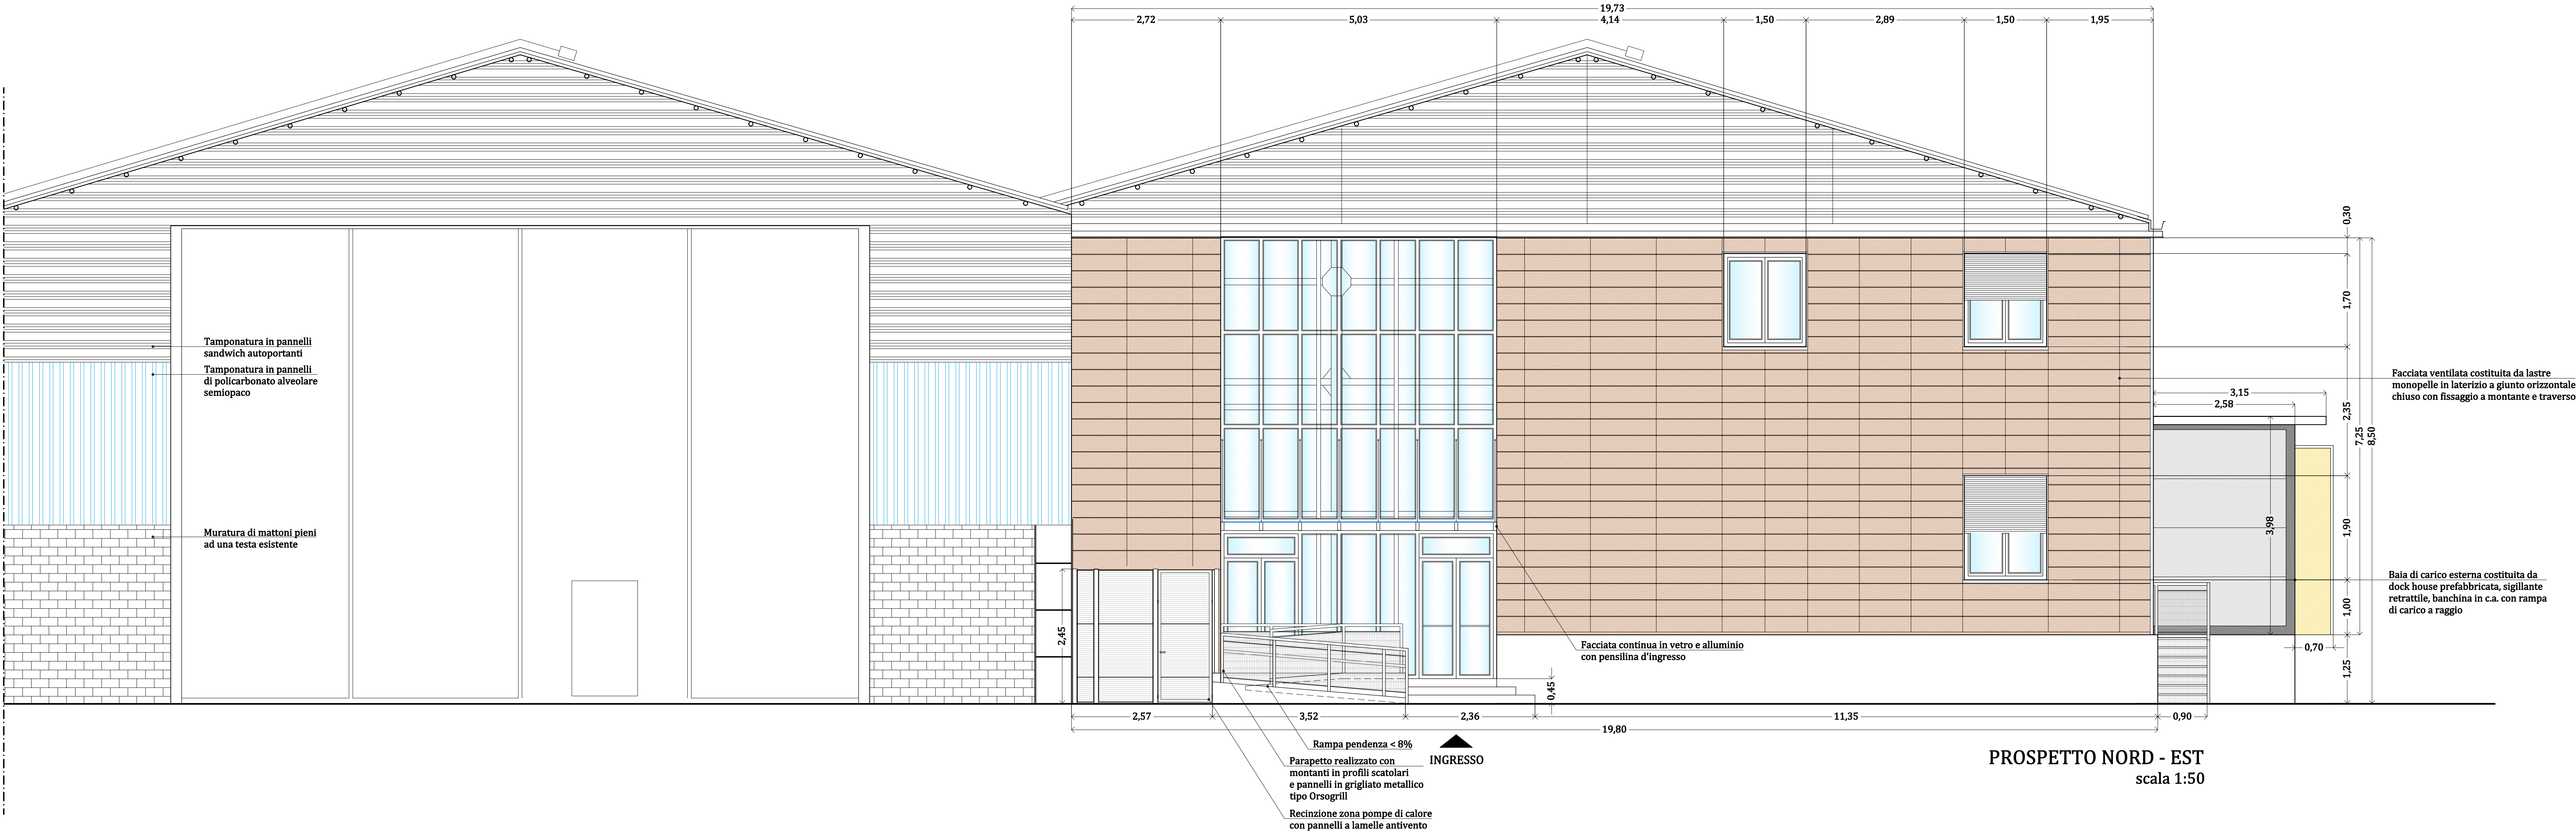 19,73
2,72
5,03
4,14
1,50
2,89
1,50
1,95
0,30
1,70
2,35
7,25
8,50
1,90
1,00
1,25
Tamponatura in pannelli
sandwich autoportanti
Tamponatura in pannelli
di policarbonato alveolare
semiopaco
Muratura di mattoni pieni
ad una testa esistente
Facciata ventilata costituita da lastre
monopelle in laterizio a giunto orizzontale
chiuso con fissaggio a montante e traverso
3,15
2,58
3,98
Baia di carico esterna costituita da
dock house prefabbricata, sigillante
retrattile, banchina in c.a. con rampa
di carico a raggio
0,70
2,45
Facciata continua in vetro e alluminio
con pensilina d'ingresso
0,45
2,57
3,52
2,36
11,35
0,90
19,80
Rampa pendenza < 8%
INGRESSO
Parapetto realizzato con
montanti in profili scatolari
e pannelli in grigliato metallico
tipo Orsogrill
Recinzione zona pompe di calore
con pannelli a lamelle antivento
PROSPETTO NORD - EST
scala 1:50